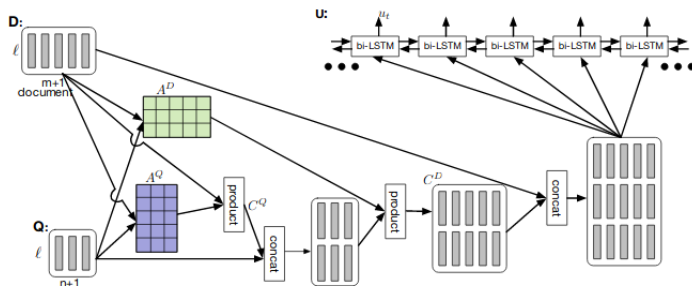 D:
ℓ
m+1
document
U:
u_t
bi-LSTM
bi-LSTM
bi-LSTM
bi-LSTM
bi-LSTM
A^D
A^Q
product
C^Q
concat
product
C^D
concat
Q:
ℓ
n+1